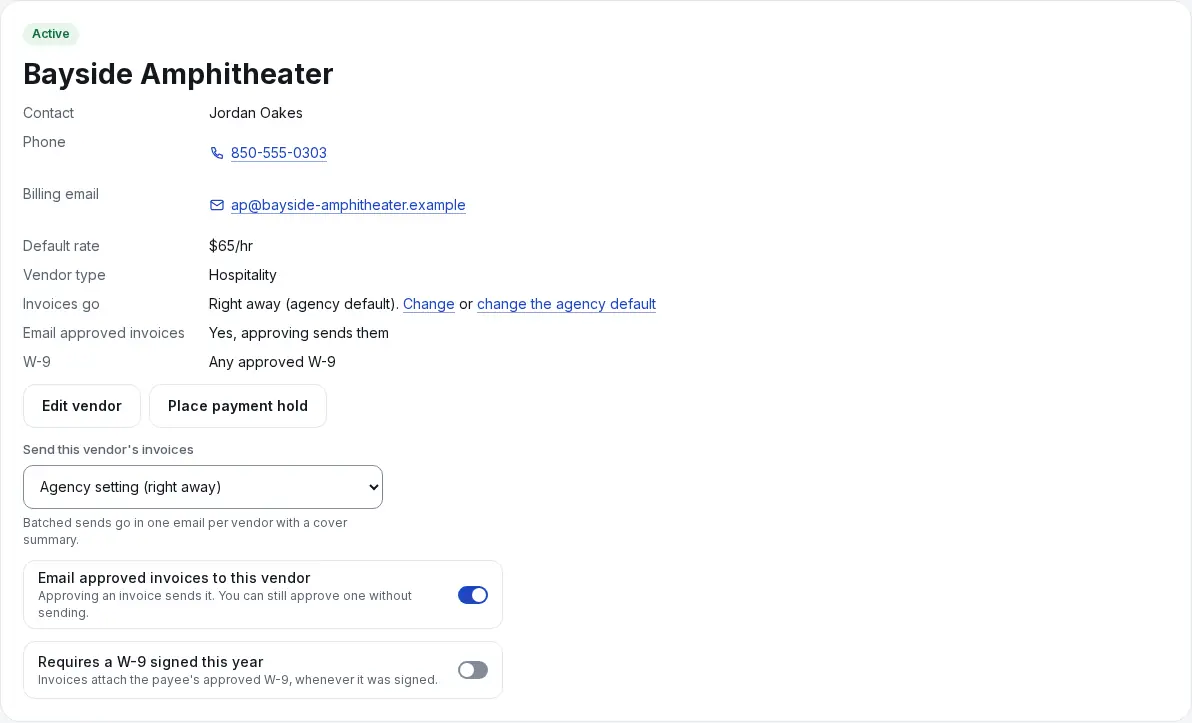 Active
Bayside Amphitheater
Contact Jordan Oakes
Phone 850-555-0303
Billing email ap@bayside-amphitheater.example
Default rate $65/hr
Vendor type Hospitality
Invoices go Right away (agency default). Change or change the agency default
Email approved invoices Yes, approving sends them
W-9 Any approved W-9
Edit vendor Place payment hold
Send this vendor's invoices
Agency setting (right away)
Batched sends go in one email per vendor with a cover
summary.
Email approved invoices to this vendor
Approving an invoice sends it. You can still approve one without
sending.
Requires a W-9 signed this year
Invoices attach the payee's approved W-9, whenever it was signed.